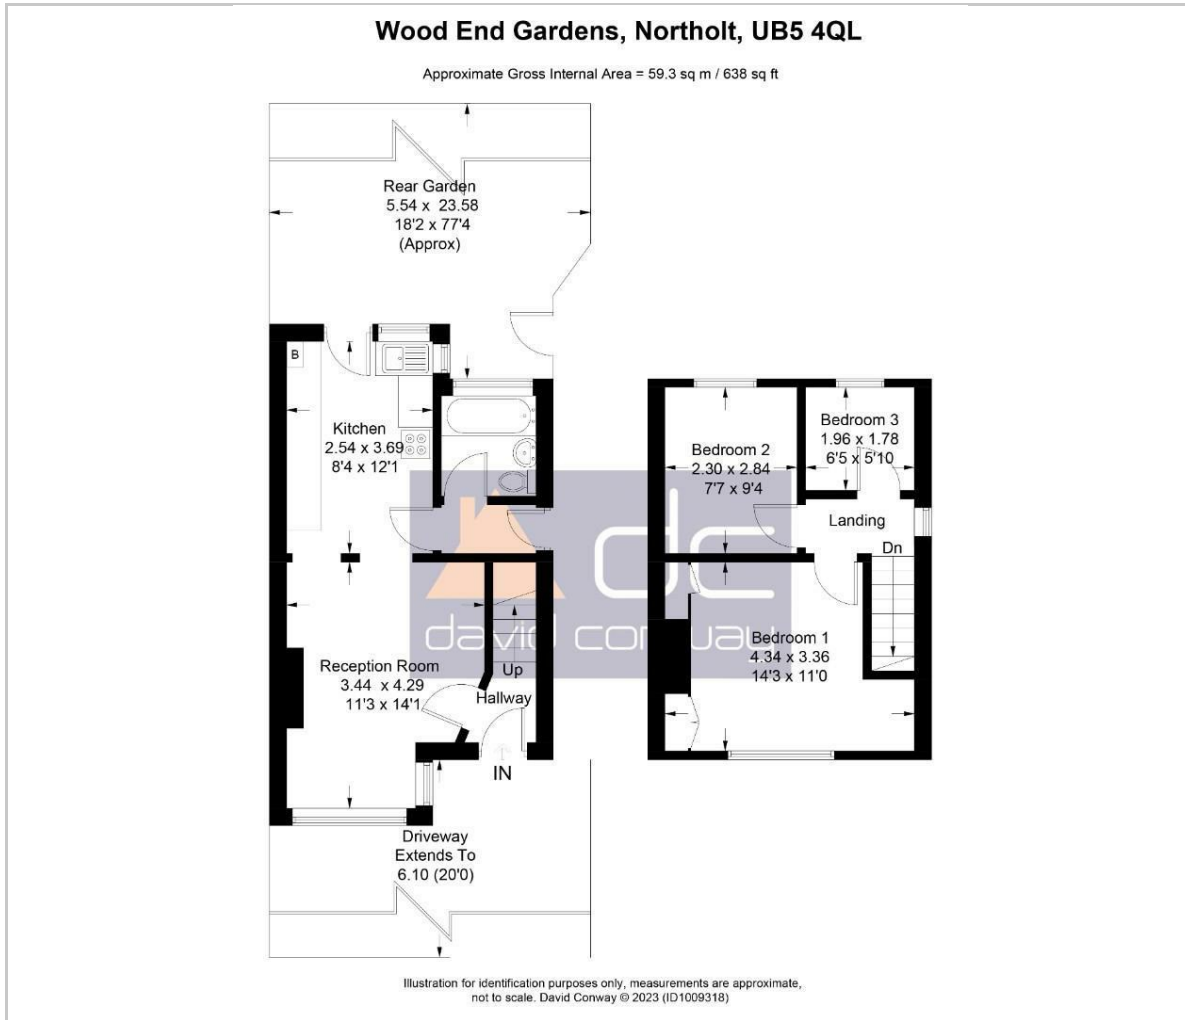 Wood End Gardens, Northolt, UB5 4QL
Approximate Gross Internal Area = 59.3 sq m / 638 sq ft
Rear Garden
5.54 x 23.58
18'2 x 77'4
(Approx)
B
Kitchen
2.54 x 3.69
8'4 x 12'1
Reception Room
3.44 x 4.29
11'3 x 14'1
Up
Hallway
IN
Driveway
Extends To
6.10 (20'0)
Bedroom 2
2.30 x 2.84
7'7 x 9'4
Bedroom 3
1.96 x 1.78
6'5 x 5'10
Landing
Dn
Bedroom 1
4.34 x 3.36
14'3 x 11'0
dc
david conway
Illustration for identification purposes only, measurements are approximate,
not to scale. David Conway © 2023 (ID1009318)